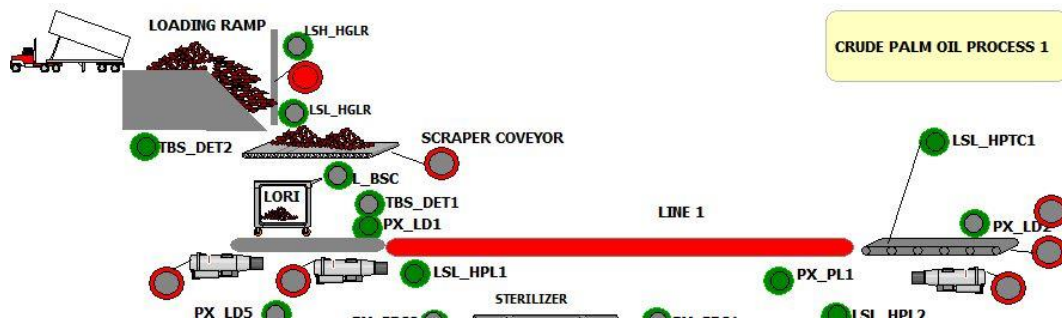 LOADING RAMP
LSH_HGLR
CRUDE PALM OIL PROCESS 1
LSL_HGLR
TBS_DET2
SCRAPER COVEYOR
LSL_HPTC1
L_BSC
LORI
TBS_DET1
LINE 1
PX_LD1
PX_LD2
LSL_HPL1
PX_PL1
STERILIZER
PX_LD5
LSL_HPL2